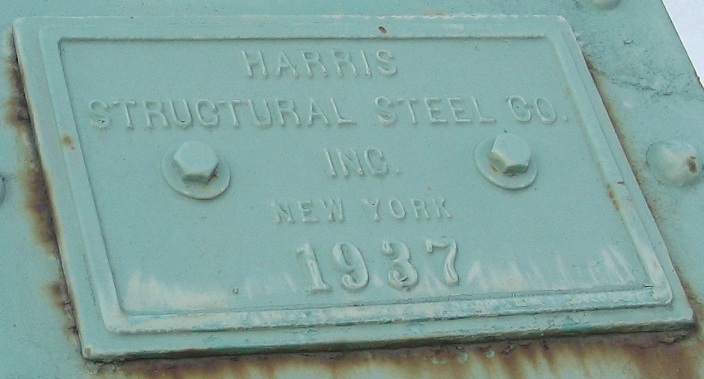 HARRIS
STRUCTURAL STEEL CO.
INC.
NEW YORK
1937